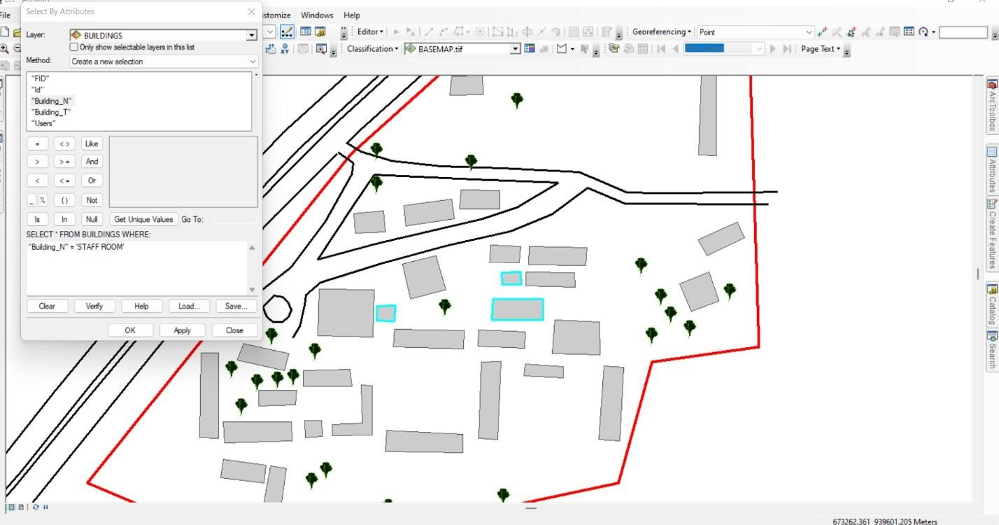 Select By Attributes
File
stomize Windows Help
Layer: BUILDINGS
Only show selectable layers in this list
Method: Create a new selection
"FID"
"Id"
"Building_N"
"Building_T"
"Users"
= < > Like
> > = And
< < = Or
_ % ( ) Not
Is In Null Get Unique Values Go To:
SELECT * FROM BUILDINGS WHERE:
"Building_N" = 'STAFF ROOM'
Clear Verify Help Load... Save...
OK Apply Close
Editor Georeferencing Point
XY Classification BASEMAP.tif Page Text
ArcToolbox
Attributes
Create Features
Catalog
Search
673262.361 939601.205 Meters